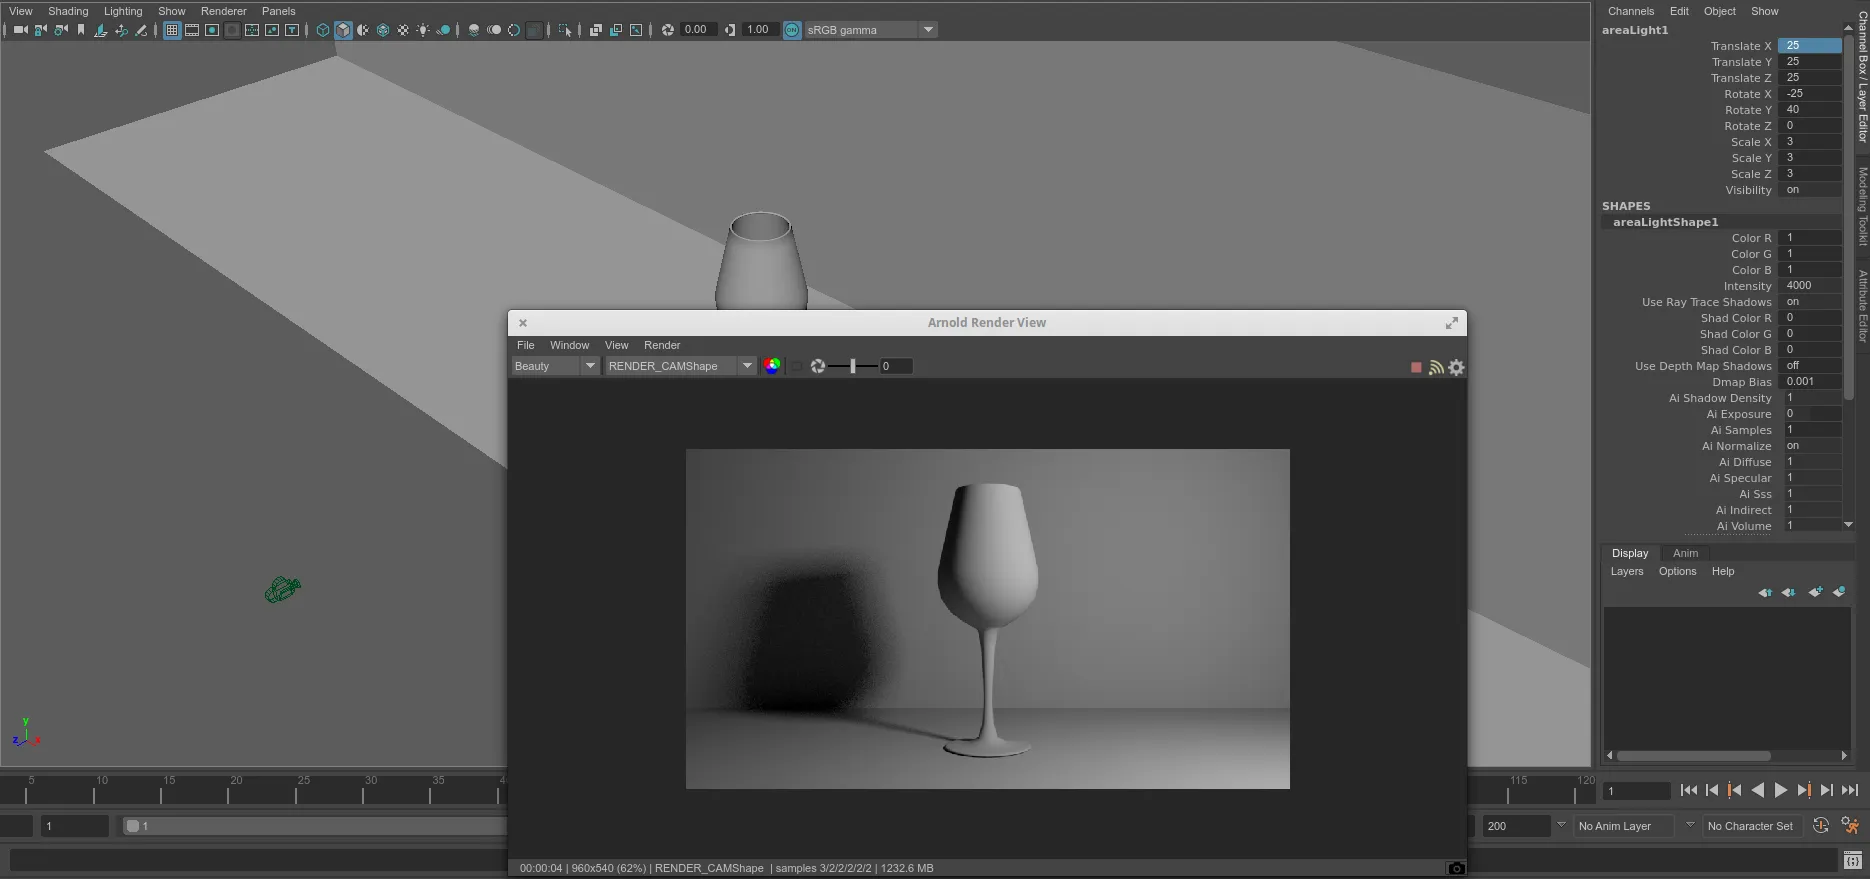 View Shading Lighting Show Renderer Panels
0.00 1.00 ON sRGB gamma
Channels Edit Object Show
areaLight1
Translate X 25
Translate Y 25
Translate Z 25
Rotate X -25
Rotate Y 40
Rotate Z 0
Scale X 3
Scale Y 3
Scale Z 3
Visibility on
SHAPES
areaLightShape1
Color R 1
Color G 1
Color B 1
Intensity 4000
Use Ray Trace Shadows on
Shad Color R 0
Shad Color G 0
Shad Color B 0
Use Depth Map Shadows off
Dmap Bias 0.001
Ai Shadow Density 1
Ai Exposure 0
Ai Samples 1
Ai Normalize on
Ai Diffuse 1
Ai Specular 1
Ai Sss 1
Ai Indirect 1
Ai Volume 1
Channel Box / Layer Editor
Modeling Toolkit
Attribute Editor
Display Anim
Layers Options Help
Arnold Render View
File Window View Render
Beauty RENDER_CAMShape 0
00:00:04 | 960x540 (62%) | RENDER_CAMShape | samples 3/2/2/2/2/2 | 1232.6 MB
y
z x
5 10 15 20 25 30 35 4 115 120
1
1 1 200 No Anim Layer No Character Set